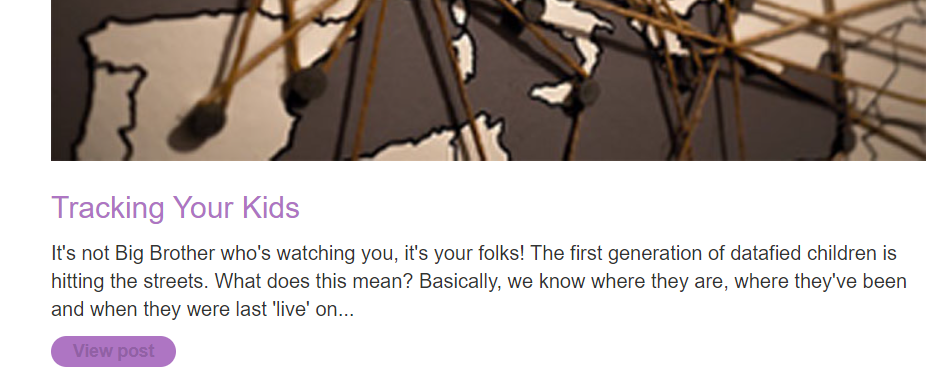 Tracking Your Kids
It's not Big Brother who's watching you, it's your folks! The first generation of datafied children is
hitting the streets. What does this mean? Basically, we know where they are, where they've been
and when they were last 'live' on...
View post